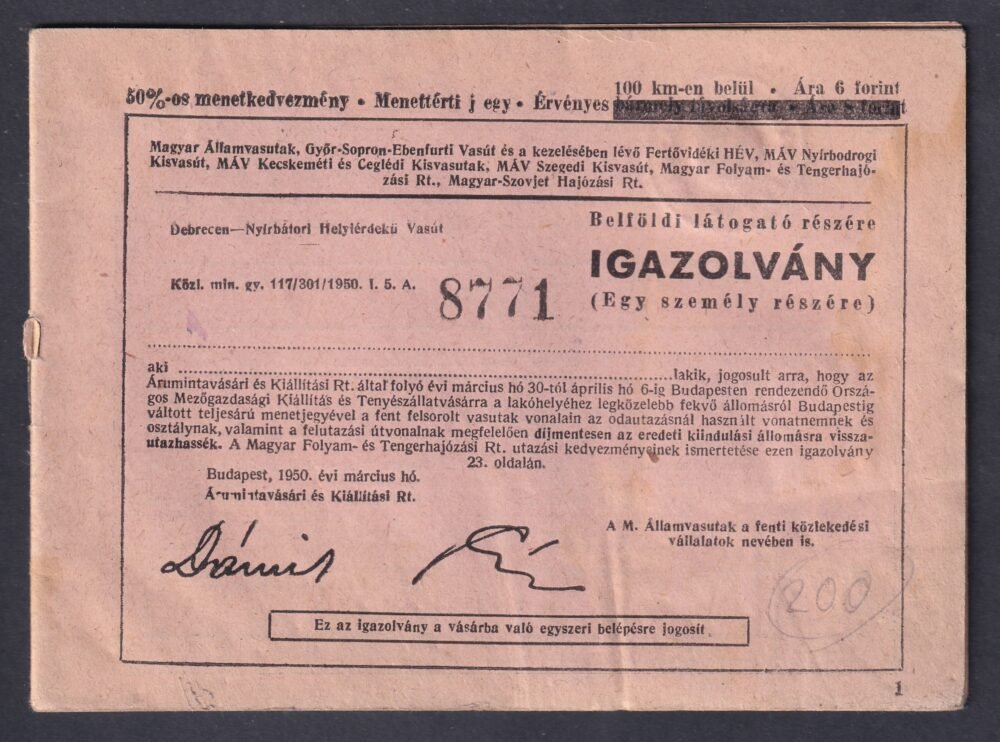 100 km-en belül • Ára 6 forint
50%-os menetkedvezmény • Menettérti j egy • Érvényes bármely távolságra • Ára 8 forint
Magyar Államvasutak, Győr-Sopron-Ebenfurti Vasút és a kezelésében lévő Fertővidéki HÉV, MÁV Nyírbodrogi
Kisvasút, MÁV Kecskeméti és Ceglédi Kisvasutak, MÁV Szegedi Kisvasút, Magyar Folyam- és Tengerhajó-
zási Rt., Magyar-Szovjet Hajózási Rt.
Debrecen—Nyírbátori Helyiérdekü Vasút
Belföldi látogató részére
IGAZOLVÁNY
(Egy személy részére)
Közl. min. gy. 117/301/1950. I. 5. A.
8771
aki lakik, jogosult arra, hogy az
Árumintavásári és Kiállítási Rt. által folyó évi március hó 30-tól április hó 6-ig Budapesten rendezendő Orszá-
gos Mezőgazdasági Kiállítás és Tenyészállatvásárra a lakóhelyéhez legközelebb fekvő állomásról Budapestig
váltott teljesárú menetjegyével a fent felsorolt vasutak vonalain az odautazásnál használt vonatnemnek és
osztálynak, valamint a felutazási útvonalnak megfelelően díjmentesen az eredeti kiindulási állomásra vissza-
utazhassék. A Magyar Folyam- és Tengerhajózási Rt. utazási kedvezményeinek ismertetése ezen igazolvány
23. oldalán.
Budapest, 1950. évi március hó.
Árumintavásári és Kiállítási Rt.
A M. Államvasutak a fenti közlekedési
vállalatok nevében is.
200
Ez az igazolvány a vásárba való egyszeri belépésre jogosít.
1